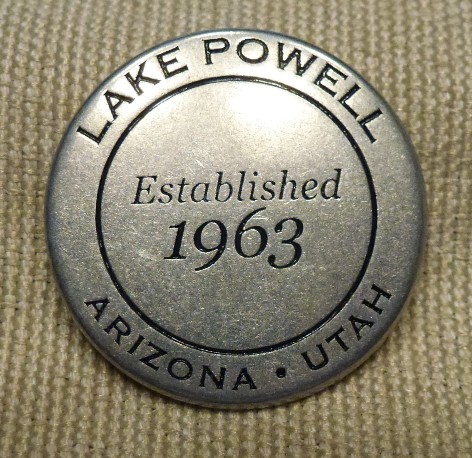 LAKE POWELL
Established
1963
ARIZONA • UTAH